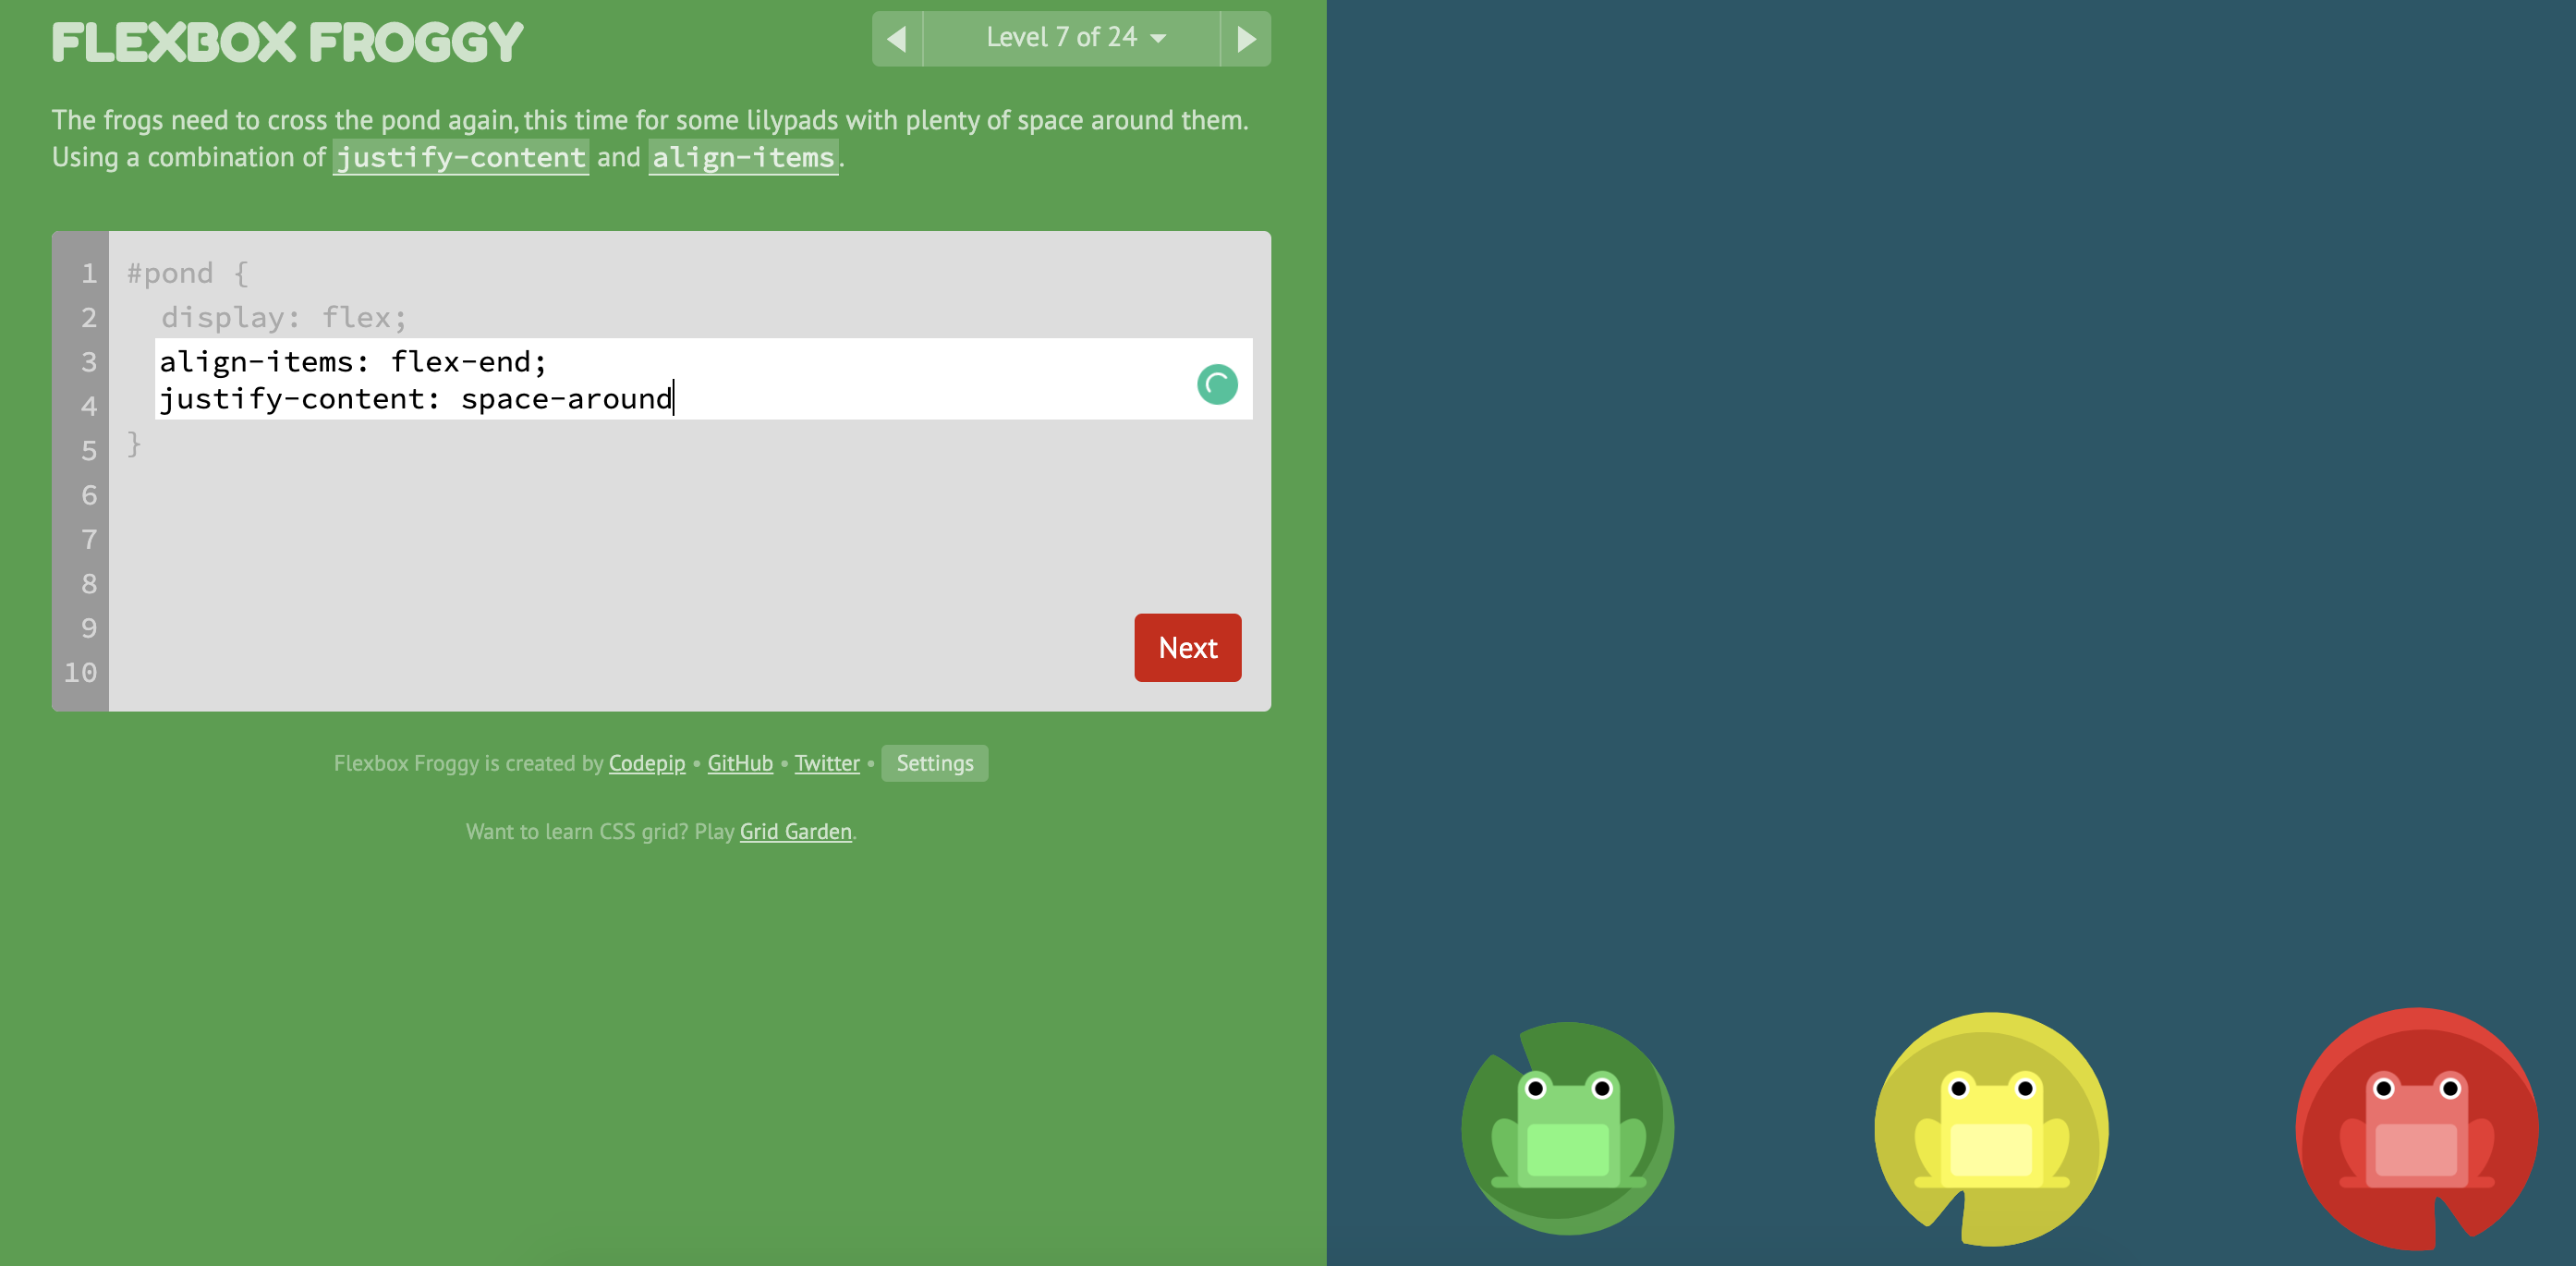 FLEXBOX FROGGY
Level 7 of 24
The frogs need to cross the pond again, this time for some lilypads with plenty of space around them.
Using a combination of justify-content and align-items.
1 #pond {
2 display: flex;
3 align-items: flex-end;
4 justify-content: space-around
5 }
6
7
8
9
10
Next
Flexbox Froggy is created by Codepip • GitHub • Twitter • Settings
Want to learn CSS grid? Play Grid Garden.